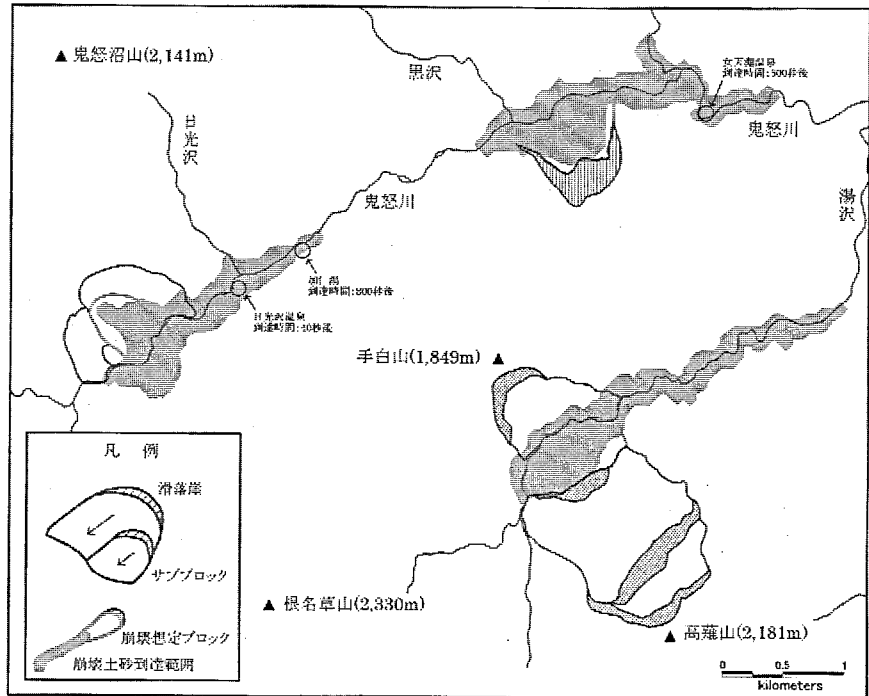 ▲ 鬼怒沼山(2,141m)
黒沢
女夫渕温泉
到達時間:500秒後
鬼怒川
日光沢
湯沢
鬼怒川
到達時間:800秒後
日光沢温泉
到達時間:40秒後
手白山(1,849m) ▲
凡 例
滑落崖
サブブロック
崩壊想定ブロック
崩壊土砂到達範囲
▲ 根名草山(2,330m)
▲ 高薙山(2,181m)
0 0.5 1
kilometers